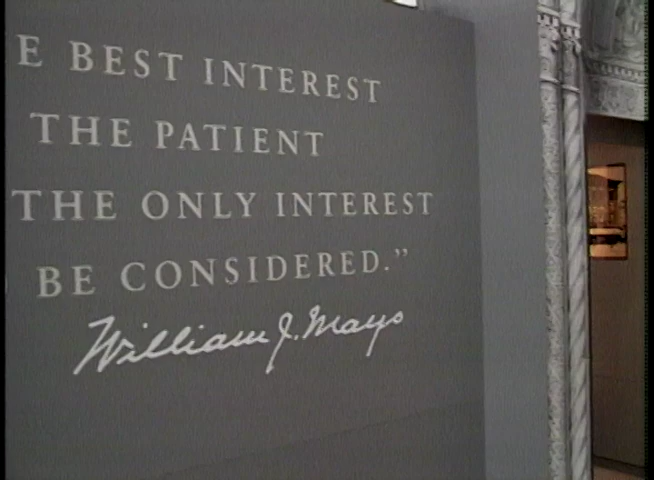 E BEST INTEREST
THE PATIENT
THE ONLY INTEREST
BE CONSIDERED.”
William J. Mayo